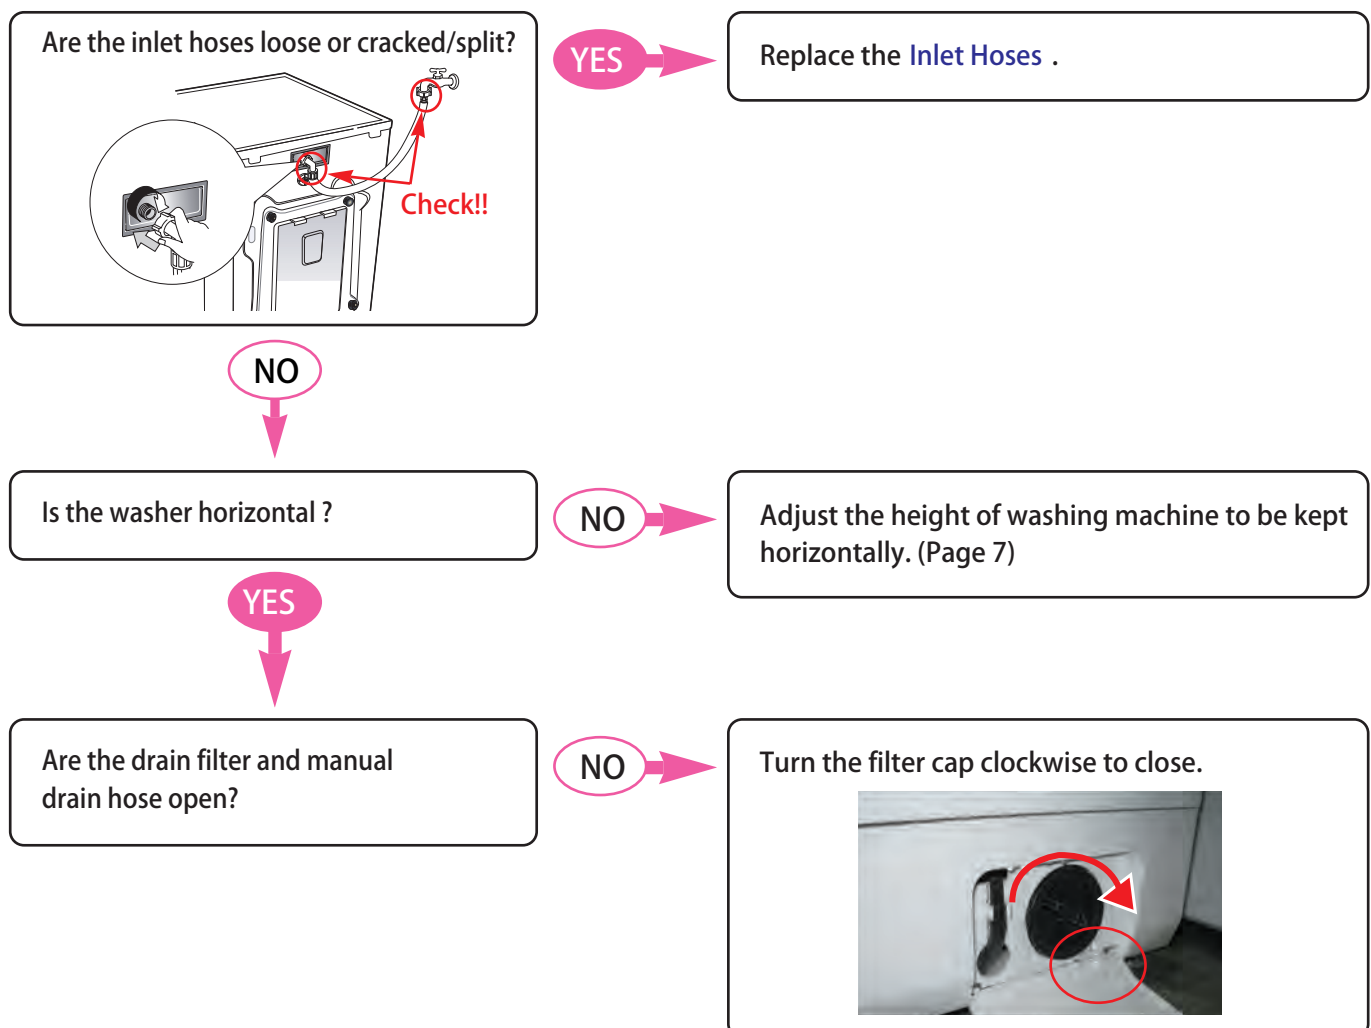 Are the inlet hoses loose or cracked/split?
Check!!
YES
Replace the Inlet Hoses .
NO
Is the washer horizontal ?
NO
Adjust the height of washing machine to be kept
horizontally. (Page 7)
YES
Are the drain filter and manual
drain hose open?
NO
Turn the filter cap clockwise to close.